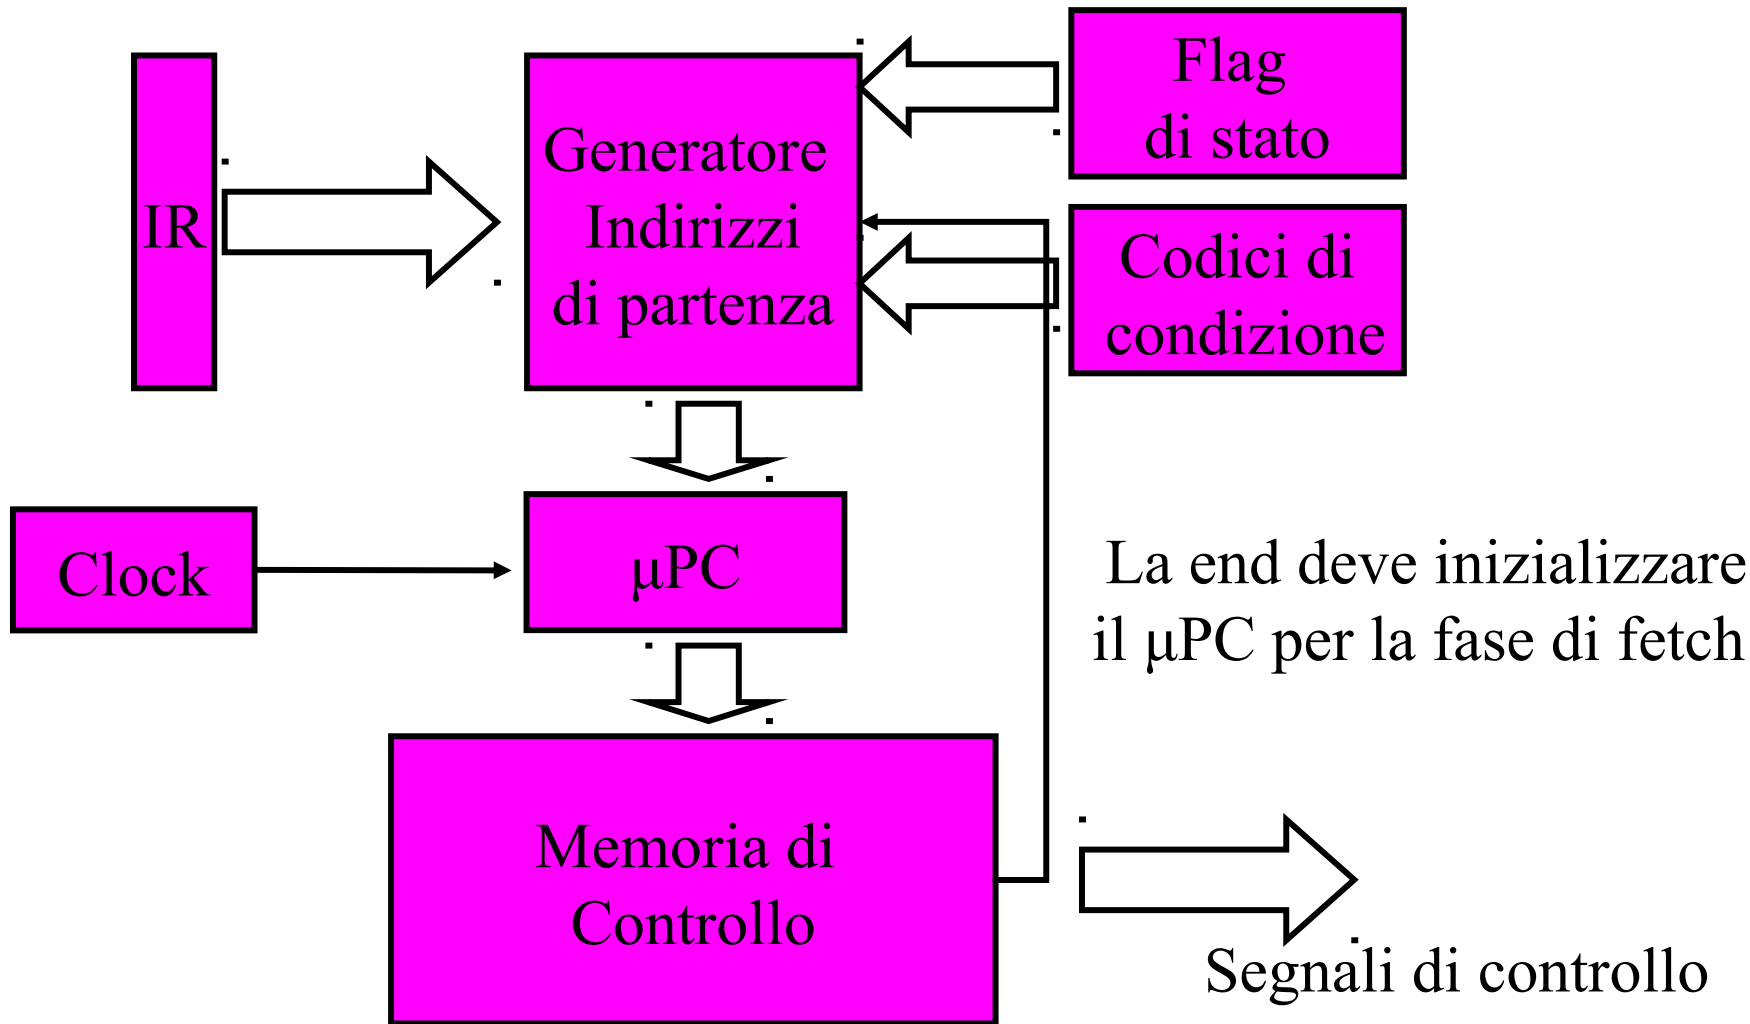 Flag
di stato
Generatore
Indirizzi
di partenza
IR
Codici di
condizione
Clock
μPC
La end deve inizializzare
il μPC per la fase di fetch
Memoria di
Controllo
Segnali di controllo